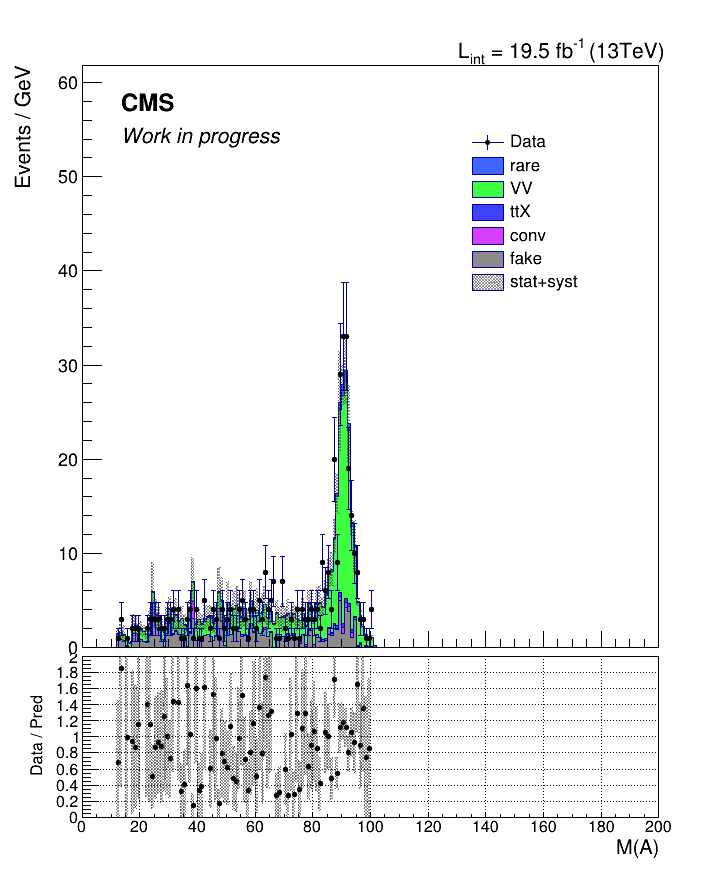 L_int = 19.5 fb^-1 (13TeV)
Events / GeV
60
50
40
30
20
10
0
CMS
Work in progress
Data
rare
VV
ttX
conv
fake
stat+syst
Data / Pred
2
1.8
1.6
1.4
1.2
1
0.8
0.6
0.4
0.2
0
0 20 40 60 80 100 120 140 160 180 200
M(A)